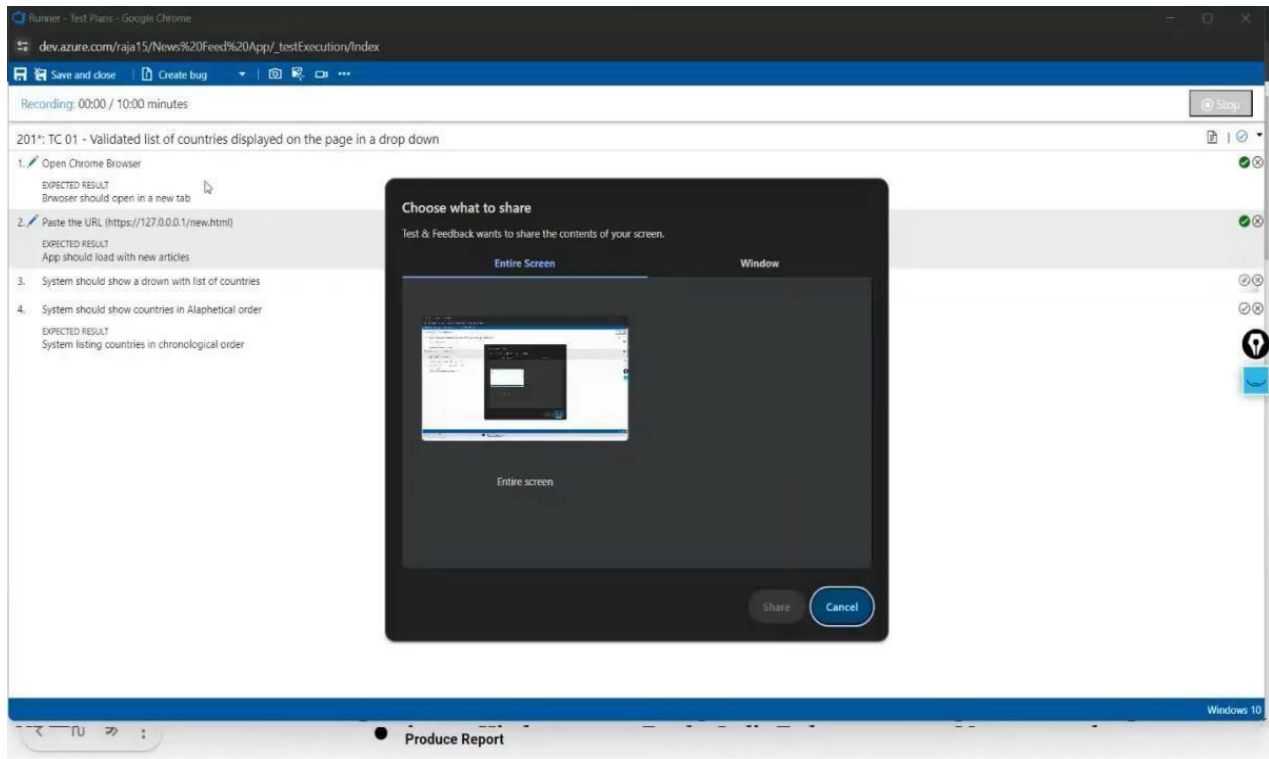 Runner - Test Plans - Google Chrome
dev.azure.com/raja15/News%20Feed%20App/_testExecution/Index
Save and close | Create bug
Recording: 00:00 / 10:00 minutes
Stop
201*: TC 01 - Validated list of countries displayed on the page in a drop down
1. Open Chrome Browser
EXPECTED RESULT
Brwoser should open in a new tab
2. Paste the URL (https://127.0.0.0.1/new.html)
EXPECTED RESULT
App should load with new articles
3. System should show a drown with list of countries
4. System should show countries in Alaphetical order
EXPECTED RESULT
System listing countries in chronological order
Choose what to share
Test & Feedback wants to share the contents of your screen.
Entire Screen
Window
Entire screen
Share
Cancel
Windows 10
Produce Report